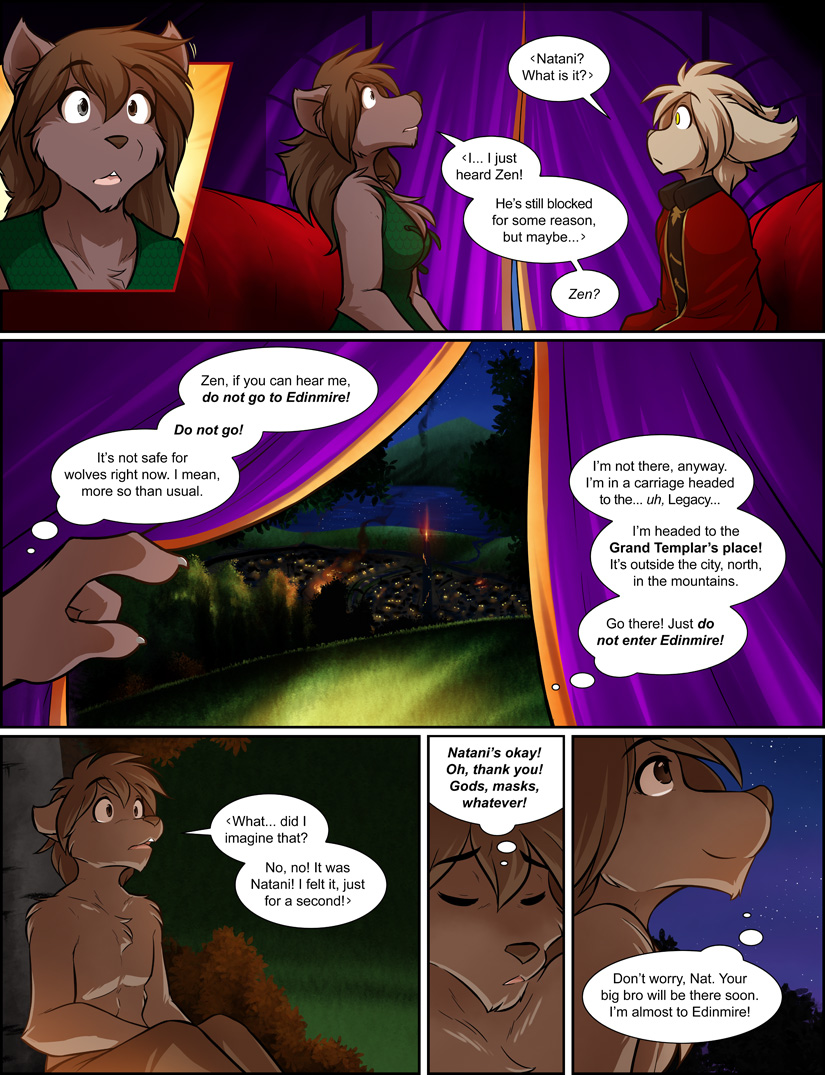 ‹Natani?
What is it?›
‹I... I just
heard Zen!
He's still blocked
for some reason,
but maybe...›
Zen?
Zen, if you can hear me,
do not go to Edinmire!
Do not go!
It's not safe for
wolves right now. I mean,
more so than usual.
I'm not there, anyway.
I'm in a carriage headed
to the... uh, Legacy...
I'm headed to the
Grand Templar's place!
It's outside the city, north,
in the mountains.
Go there! Just do
not enter Edinmire!
‹What... did I
imagine that?
No, no! It was
Natani! I felt it, just
for a second!›
Natani's okay!
Oh, thank you!
Gods, masks,
whatever!
Don't worry, Nat. Your
big bro will be there soon.
I'm almost to Edinmire!